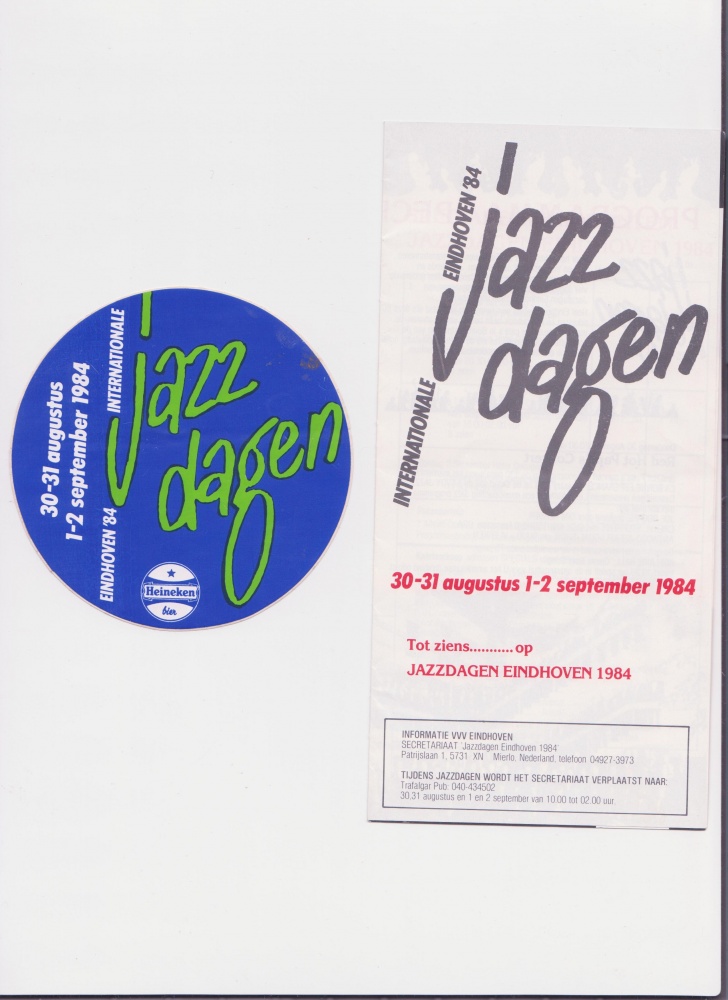 30-31 augustus
1-2 september 1984
INTERNATIONALE
EINDHOVEN '84
jazz
dagen
Heineken
bier
EINDHOVEN '84
INTERNATIONALE
jazz
dagen
30-31 augustus 1-2 september 1984
Tot ziens...........op
JAZZDAGEN EINDHOVEN 1984
INFORMATIE VVV EINDHOVEN
SECRETARIAAT 'Jazzdagen Eindhoven 1984'
Patrijslaan 1, 5731 XN Mierlo, Nederland, telefoon 04927-3973
TIJDENS JAZZDAGEN WORDT HET SECRETARIAAT VERPLAATST NAAR:
Trafalgar Pub: 040-434502
30,31 augustus en 1 en 2 september van 10.00 tot 02.00 uur.